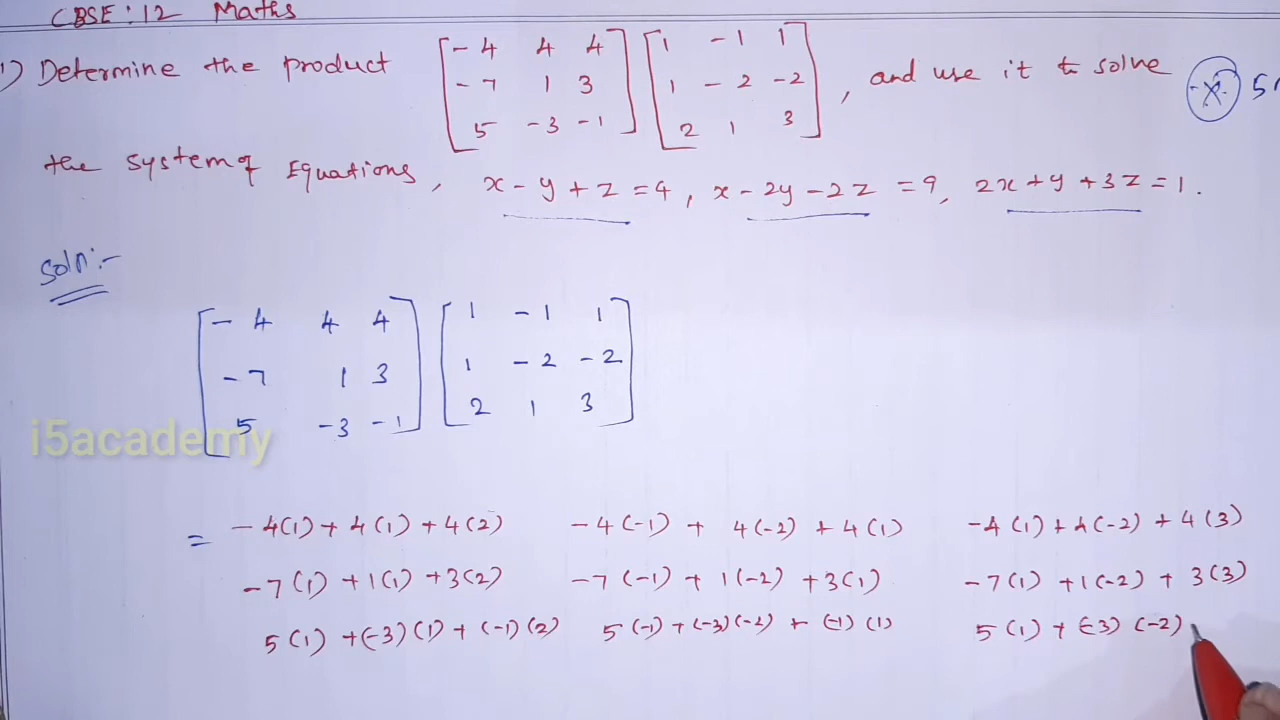 CBSE : 12 Maths
1) Determine the product [-4 4 4 [1 -1 1
-7 1 3 1 -2 -2
5 -3 -1] 2 1 3] , and use it to solve
the system of Equations, x - y + z = 4, x - 2y - 2z = 9, 2x + y + 3z = 1.
Soln:-
[-4 4 4 [1 -1 1
-7 1 3 1 -2 -2
5 -3 -1] 2 1 3]
i5academy
= -4(1) + 4(1) + 4(2) -4(-1) + 4(-2) + 4(1) -4(1) + 4(-2) + 4(3)
-7(1) + 1(1) + 3(2) -7(-1) + 1(-2) + 3(1) -7(1) + 1(-2) + 3(3)
5(1) + (-3)(1) + (-1)(2) 5(-1) + (-3)(-2) + (-1)(1) 5(1) + (-3)(-2)